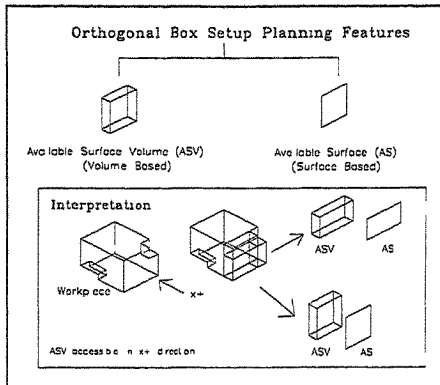 Orthogonal Box Setup Planning Features
Available Surface Volume (ASV)
(Volume Based)
Available Surface (AS)
(Surface Based)
Interpretation
ASV
AS
Workpiece
x+
ASV
AS
ASV accessible in x+ direction